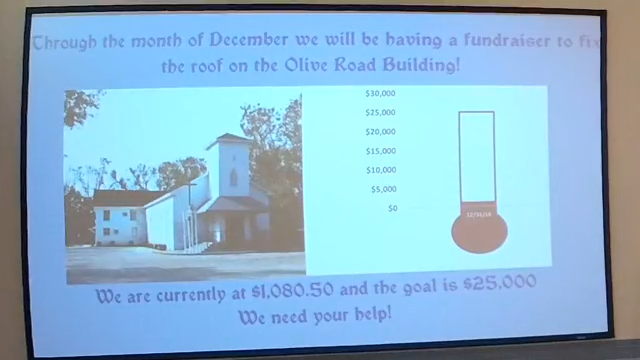 Through the month of December we will be having a fundraiser to fix
the roof on the Olive Road Building!
$30,000
$25,000
$20,000
$15,000
$10,000
$5,000
$0
We are currently at $1,080.50 and the goal is $25,000
We need your help!